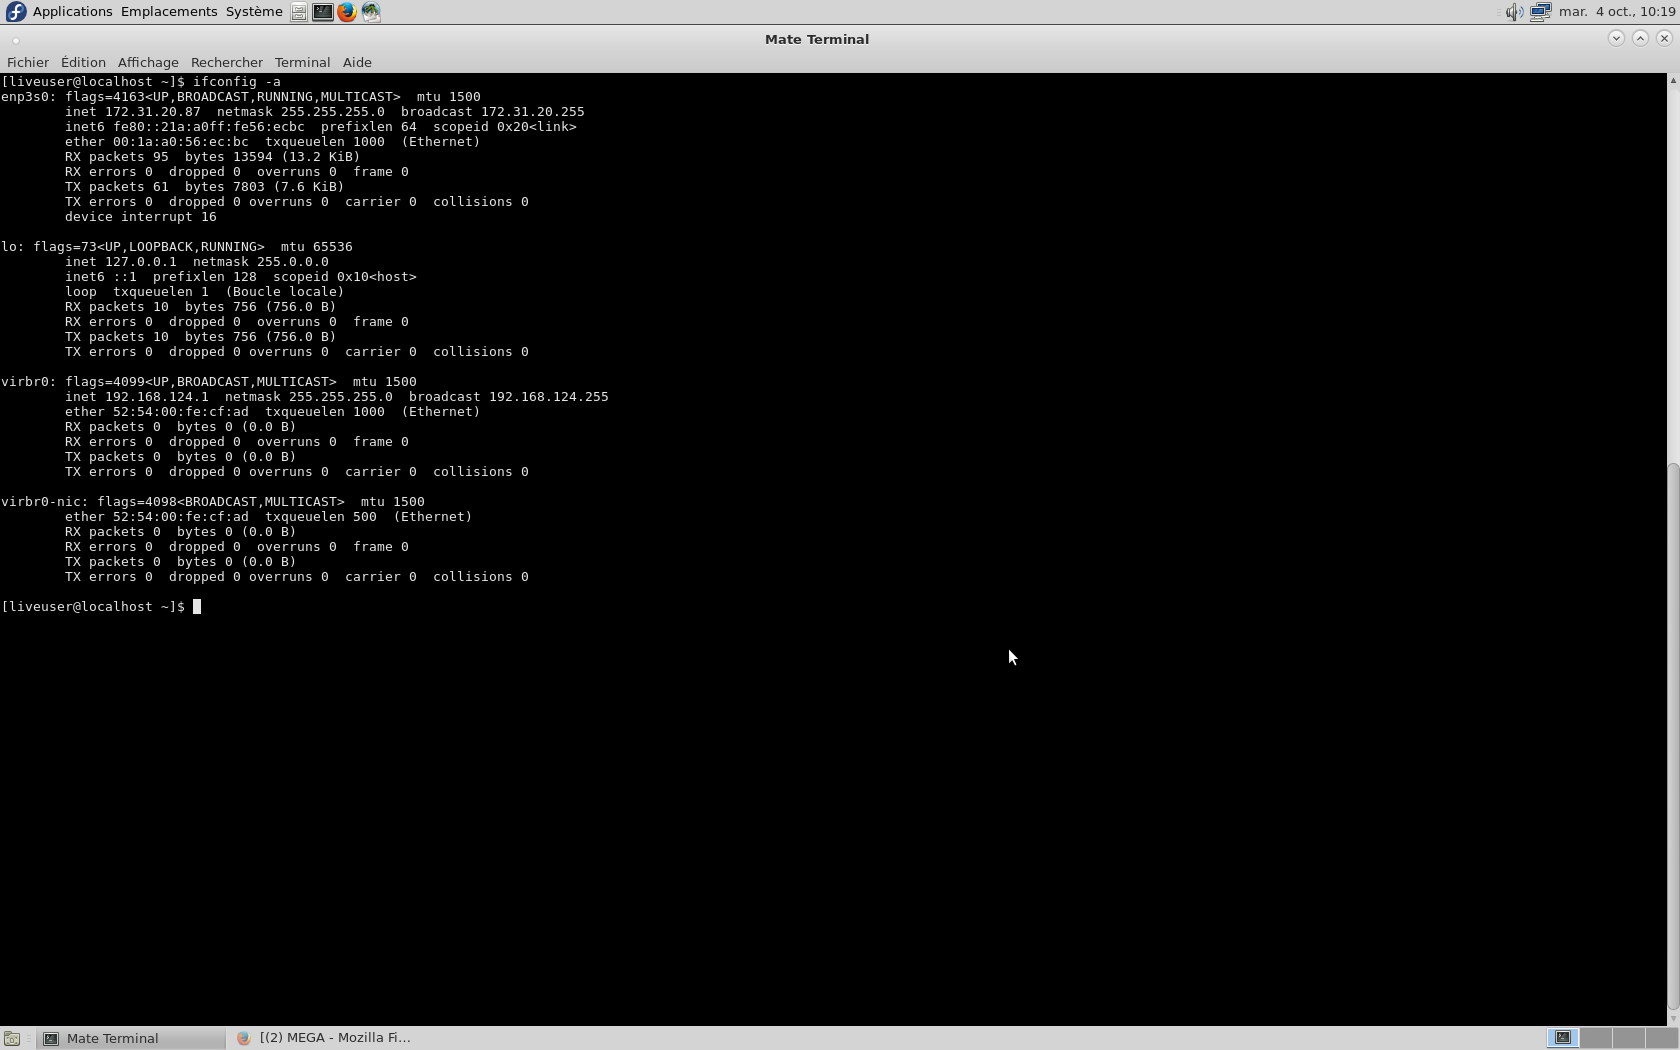 Applications Emplacements Système mar. 4 oct., 10:19
Mate Terminal
Fichier Édition Affichage Rechercher Terminal Aide
[liveuser@localhost ~]$ ifconfig -a
enp3s0: flags=4163<UP,BROADCAST,RUNNING,MULTICAST>  mtu 1500
        inet 172.31.20.87  netmask 255.255.255.0  broadcast 172.31.20.255
        inet6 fe80::21a:a0ff:fe56:ecbc  prefixlen 64  scopeid 0x20<link>
        ether 00:1a:a0:56:ec:bc  txqueuelen 1000  (Ethernet)
        RX packets 95  bytes 13594 (13.2 KiB)
        RX errors 0  dropped 0  overruns 0  frame 0
        TX packets 61  bytes 7803 (7.6 KiB)
        TX errors 0  dropped 0 overruns 0  carrier 0  collisions 0
        device interrupt 16

lo: flags=73<UP,LOOPBACK,RUNNING>  mtu 65536
        inet 127.0.0.1  netmask 255.0.0.0
        inet6 ::1  prefixlen 128  scopeid 0x10<host>
        loop  txqueuelen 1  (Boucle locale)
        RX packets 10  bytes 756 (756.0 B)
        RX errors 0  dropped 0  overruns 0  frame 0
        TX packets 10  bytes 756 (756.0 B)
        TX errors 0  dropped 0 overruns 0  carrier 0  collisions 0

virbr0: flags=4099<UP,BROADCAST,MULTICAST>  mtu 1500
        inet 192.168.124.1  netmask 255.255.255.0  broadcast 192.168.124.255
        ether 52:54:00:fe:cf:ad  txqueuelen 1000  (Ethernet)
        RX packets 0  bytes 0 (0.0 B)
        RX errors 0  dropped 0  overruns 0  frame 0
        TX packets 0  bytes 0 (0.0 B)
        TX errors 0  dropped 0 overruns 0  carrier 0  collisions 0

virbr0-nic: flags=4098<BROADCAST,MULTICAST>  mtu 1500
        ether 52:54:00:fe:cf:ad  txqueuelen 500  (Ethernet)
        RX packets 0  bytes 0 (0.0 B)
        RX errors 0  dropped 0  overruns 0  frame 0
        TX packets 0  bytes 0 (0.0 B)
        TX errors 0  dropped 0 overruns 0  carrier 0  collisions 0

[liveuser@localhost ~]$
Mate Terminal [(2) MEGA - Mozilla Fi...